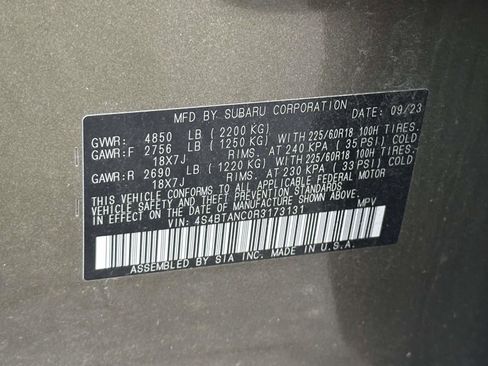 MFD BY SUBARU CORPORATION DATE: 09/23
GVWR: 4850 LB (2200 KG)
GAWR:F 2756 LB (1250 KG) WITH 225/60R18 100H TIRES.
18X7J RIMS. AT 240 KPA (35 PSI) COLD
GAWR:R 2690 LB (1220 KG) WITH 225/60R18 100H TIRES.
18X7J RIMS. AT 230 KPA (33 PSI) COLD
THIS VEHICLE CONFORMS TO ALL APPLICABLE FEDERAL MOTOR
VEHICLE SAFETY AND THEFT PREVENTION STANDARDS
IN EFFECT ON THE DATE OF MANUFACTURE SHOWN ABOVE.
VIN: 4S4BTANC0R3173131 MPV
ASSEMBLED BY SIA INC. MADE IN U.S.A.